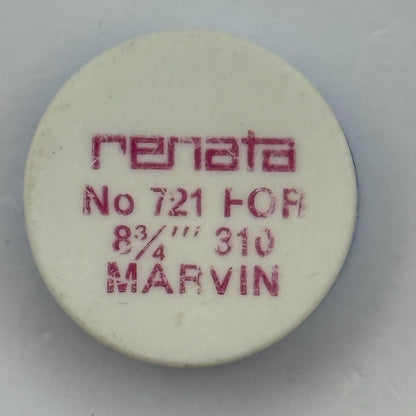 renata
No 721 FOR
8¾''' 310
MARVIN